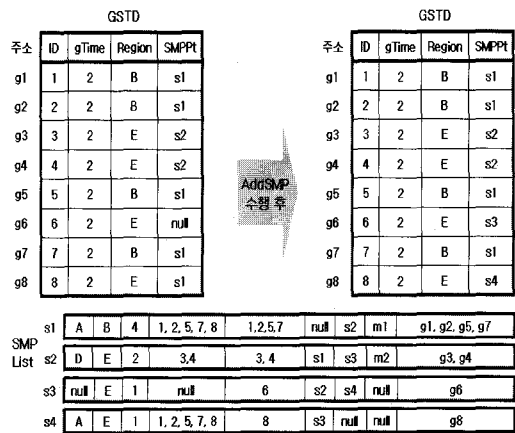 GSTD GSTD
주소 ID gTime Region SMPPt 주소 ID gTime Region SMPPt
g1 1 2 B s1 g1 1 2 B s1
g2 2 2 B s1 g2 2 2 B s1
g3 3 2 E s2 g3 3 2 E s2
g4 4 2 E s2 g4 4 2 E s2
g5 5 2 B s1 AddSMP g5 5 2 B s1
g6 6 2 E null 수행 후 g6 6 2 E s3
g7 7 2 B s1 g7 7 2 B s1
g8 8 2 E s1 g8 8 2 E s4
s1 A B 4 1, 2, 5, 7, 8 1,2,5,7 null s2 m1 g1, g2, g5, g7
SMP
List s2 D E 2 3,4 3, 4 s1 s3 m2 g3, g4
s3 null E 1 null 6 s2 s4 null g6
s4 A E 1 1, 2, 5, 7, 8 8 s3 null null g8